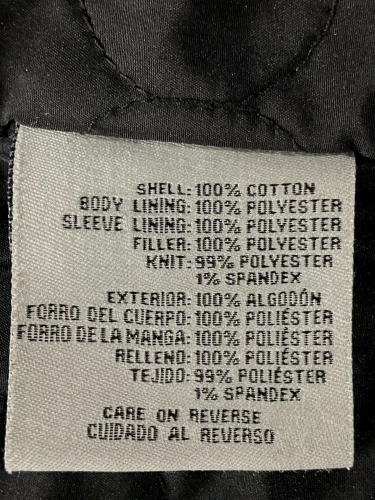 SHELL: 100% COTTON
BODY LINING: 100% POLYESTER
SLEEVE LINING: 100% POLYESTER
FILLER: 100% POLYESTER
KNIT: 99% POLYESTER
1% SPANDEX
EXTERIOR: 100% ALGODÓN
FORRO DEL CUERPO: 100% POLIÉSTER
FORRO DE LA MANGA: 100% POLIÉSTER
RELLENO: 100% POLIÉSTER
TEJIDO: 99% POLIÉSTER
1% SPANDEX
CARE ON REVERSE
CUIDADO AL REVERSO